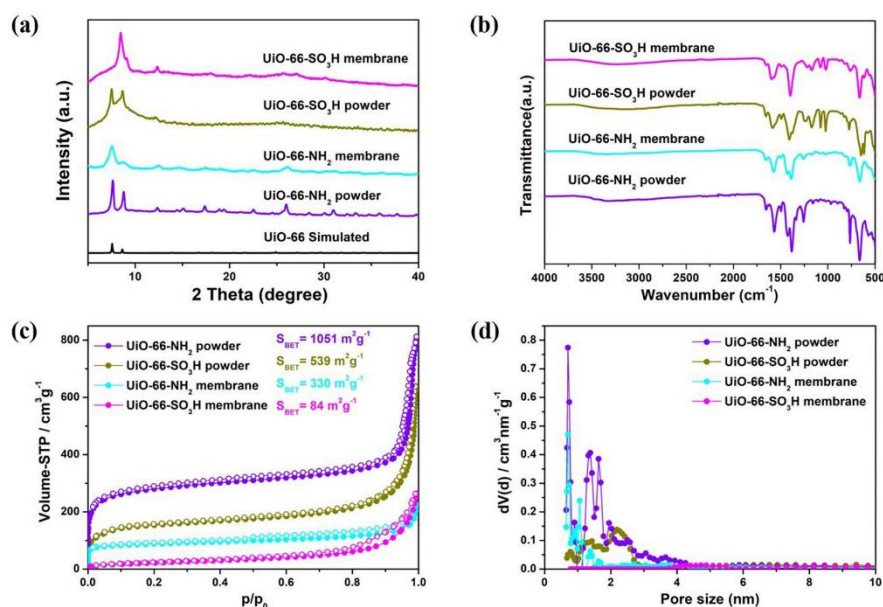 (a)
UiO-66-SO₃H membrane
UiO-66-SO₃H powder
UiO-66-NH₂ membrane
UiO-66-NH₂ powder
UiO-66 Simulated
Intensity (a.u.)
5 10 20 30 40
2 Theta (degree)
(b)
UiO-66-SO₃H membrane
UiO-66-SO₃H powder
UiO-66-NH₂ membrane
UiO-66-NH₂ powder
Transmittance(a.u.)
4000 3500 3000 2500 2000 1500 1000 500
Wavenumber (cm⁻¹)
(c)
UiO-66-NH₂ powder S_BET= 1051 m²g⁻¹
UiO-66-SO₃H powder S_BET= 539 m²g⁻¹
UiO-66-NH₂ membrane S_BET= 330 m²g⁻¹
UiO-66-SO₃H membrane S_BET= 84 m²g⁻¹
Volume-STP / cm³ g⁻¹
800
600
400
200
0
0.0 0.2 0.4 0.6 0.8 1.0
p/p₀
(d)
UiO-66-NH₂ powder
UiO-66-SO₃H powder
UiO-66-NH₂ membrane
UiO-66-SO₃H membrane
dV(d) / cm³nm⁻¹g⁻¹
0.8
0.7
0.6
0.5
0.4
0.3
0.2
0.1
0.0
0 2 4 6 8 10
Pore size (nm)